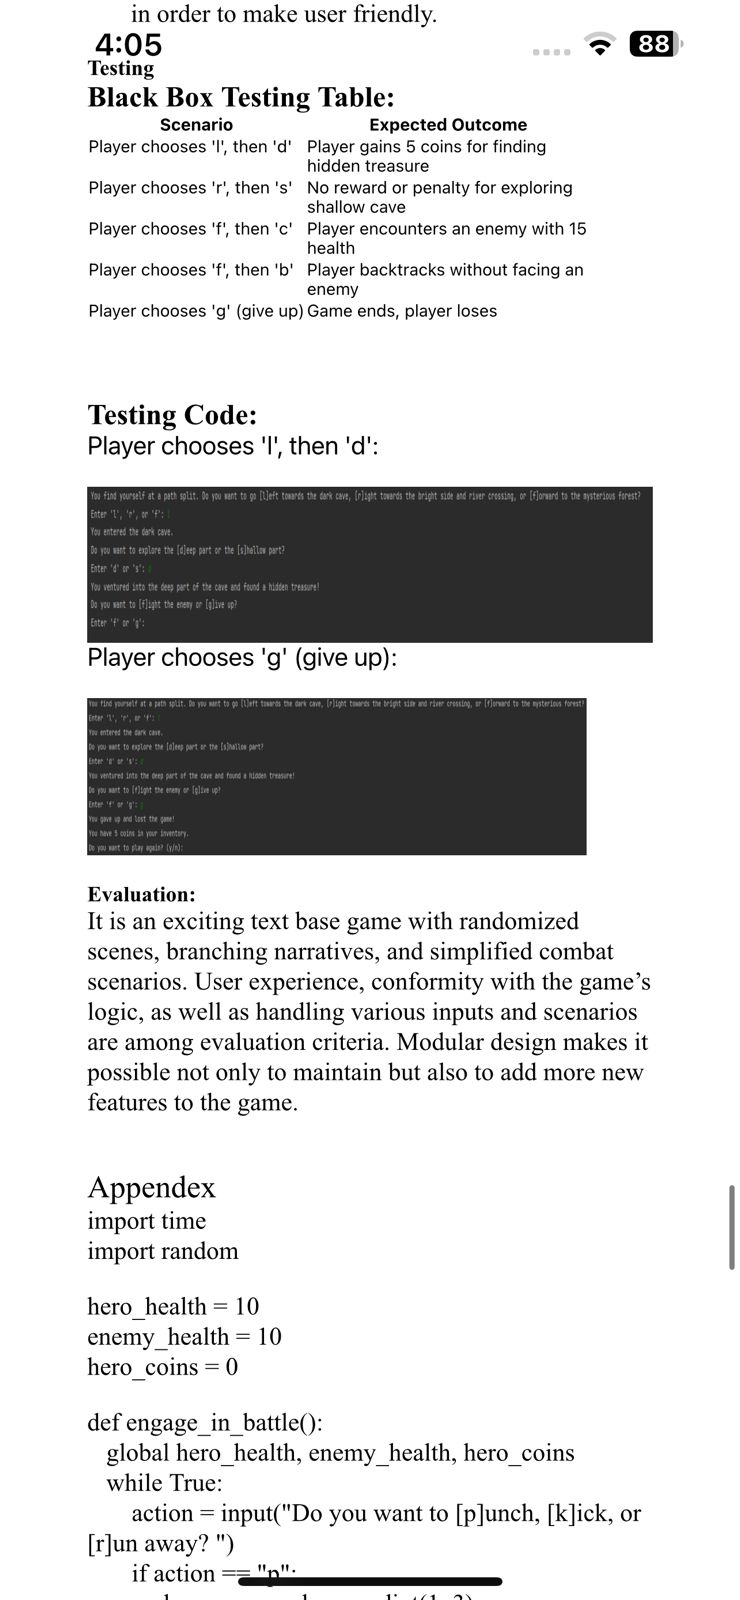 in order to make user friendly.
4:05
88
Testing
Black Box Testing Table:
Scenario Expected Outcome
Player chooses 'l', then 'd' Player gains 5 coins for finding
hidden treasure
Player chooses 'r', then 's' No reward or penalty for exploring
shallow cave
Player chooses 'f', then 'c' Player encounters an enemy with 15
health
Player chooses 'f', then 'b' Player backtracks without facing an
enemy
Player chooses 'g' (give up) Game ends, player loses
Testing Code:
Player chooses 'l', then 'd':
You find yourself at a path split. Do you want to go [l]eft towards the dark cave, [r]ight towards the bright side and river crossing, or [f]orward to the mysterious forest?
Enter 'l', 'r', or 'f': l
You entered the dark cave.
Do you want to explore the [d]eep part or the [s]hallow part?
Enter 'd' or 's': d
You ventured into the deep part of the cave and found a hidden treasure!
Do you want to [f]ight the enemy or [g]ive up?
Enter 'f' or 'g':
Player chooses 'g' (give up):
You find yourself at a path split. Do you want to go [l]eft towards the dark cave, [r]ight towards the bright side and river crossing, or [f]orward to the mysterious forest?
Enter 'l', 'r', or 'f': l
You entered the dark cave.
Do you want to explore the [d]eep part or the [s]hallow part?
Enter 'd' or 's': d
You ventured into the deep part of the cave and found a hidden treasure!
Do you want to [f]ight the enemy or [g]ive up?
Enter 'f' or 'g': g
You gave up and lost the game!
You have 5 coins in your inventory.
Do you want to play again? (y/n):
Evaluation:
It is an exciting text base game with randomized
scenes, branching narratives, and simplified combat
scenarios. User experience, conformity with the game’s
logic, as well as handling various inputs and scenarios
are among evaluation criteria. Modular design makes it
possible not only to maintain but also to add more new
features to the game.
Appendex
import time
import random
hero_health = 10
enemy_health = 10
hero_coins = 0
def engage_in_battle():
global hero_health, enemy_health, hero_coins
while True:
action = input("Do you want to [p]unch, [k]ick, or
[r]un away? ")
if action == "p":